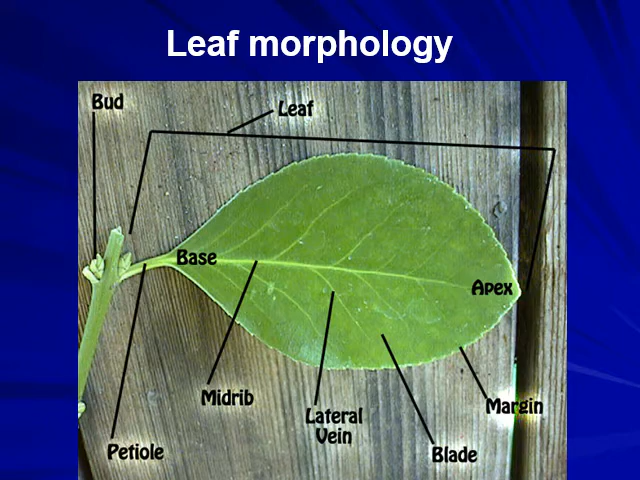 Leaf morphology
Bud
Leaf
Base
Apex
Midrib
Lateral
Vein
Margin
Petiole
Blade